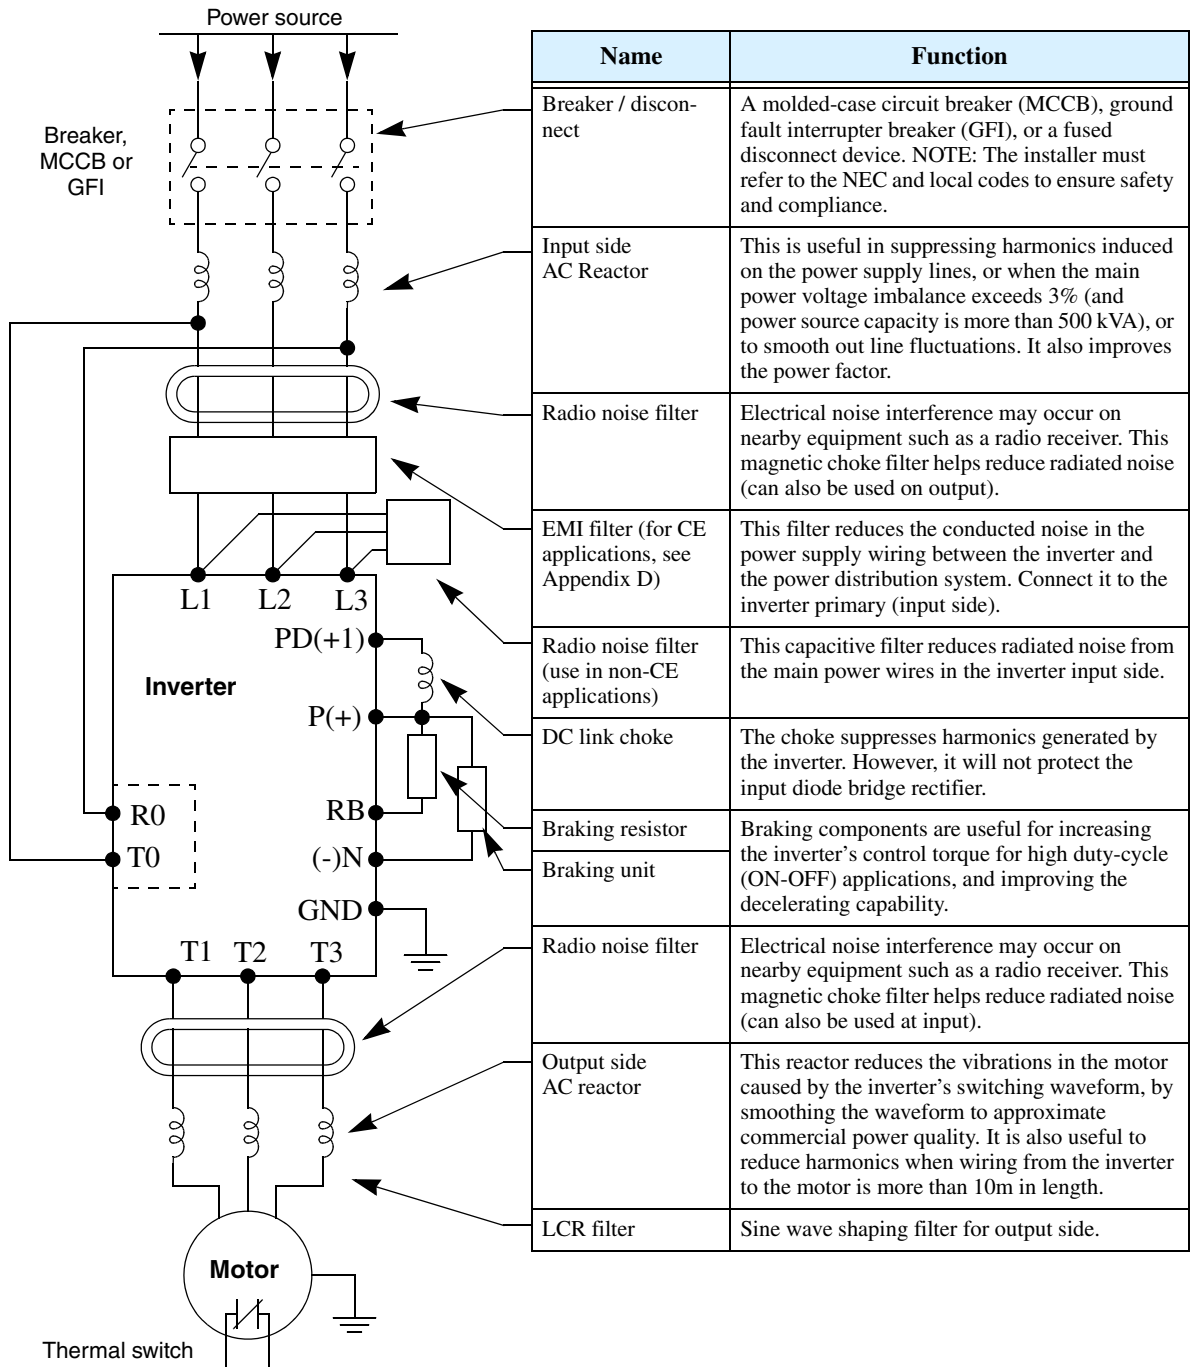 Power source
Breaker,
MCCB or
GFI
L1 L2 L3
PD(+1)
Inverter
P(+)
R0
RB
T0
(-)N
GND
T1 T2 T3
Motor
Thermal switch
Name
Function
Breaker / discon-
nect
A molded-case circuit breaker (MCCB), ground
fault interrupter breaker (GFI), or a fused
disconnect device. NOTE: The installer must
refer to the NEC and local codes to ensure safety
and compliance.
Input side
AC Reactor
This is useful in suppressing harmonics induced
on the power supply lines, or when the main
power voltage imbalance exceeds 3% (and
power source capacity is more than 500 kVA), or
to smooth out line fluctuations. It also improves
the power factor.
Radio noise filter
Electrical noise interference may occur on
nearby equipment such as a radio receiver. This
magnetic choke filter helps reduce radiated noise
(can also be used on output).
EMI filter (for CE
applications, see
Appendix D)
This filter reduces the conducted noise in the
power supply wiring between the inverter and
the power distribution system. Connect it to the
inverter primary (input side).
Radio noise filter
(use in non-CE
applications)
This capacitive filter reduces radiated noise from
the main power wires in the inverter input side.
DC link choke
The choke suppresses harmonics generated by
the inverter. However, it will not protect the
input diode bridge rectifier.
Braking resistor
Braking unit
Braking components are useful for increasing
the inverter’s control torque for high duty-cycle
(ON-OFF) applications, and improving the
decelerating capability.
Radio noise filter
Electrical noise interference may occur on
nearby equipment such as a radio receiver. This
magnetic choke filter helps reduce radiated noise
(can also be used at input).
Output side
AC reactor
This reactor reduces the vibrations in the motor
caused by the inverter’s switching waveform, by
smoothing the waveform to approximate
commercial power quality. It is also useful to
reduce harmonics when wiring from the inverter
to the motor is more than 10m in length.
LCR filter
Sine wave shaping filter for output side.